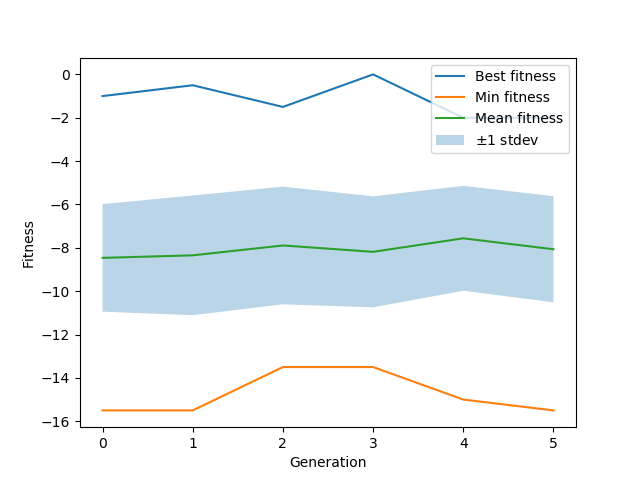 Best fitness
Min fitness
Mean fitness
±1 stdev
0
−2
−4
−6
−8
−10
−12
−14
−16
Fitness
0 1 2 3 4 5
Generation